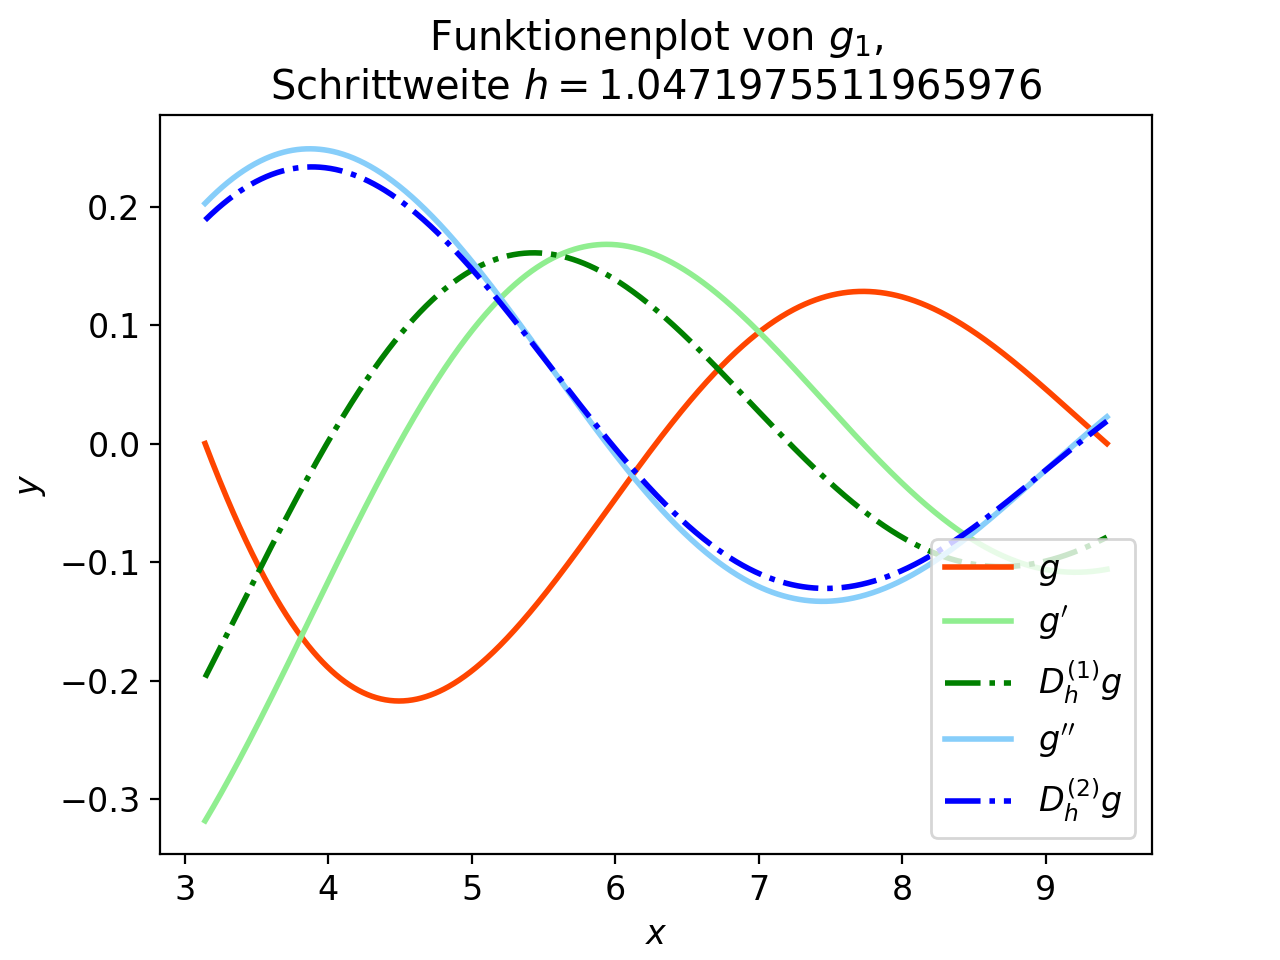 Funktionenplot von g₁,
Schrittweite h = 1.0471975511965976
0.2
0.1
0.0
−0.1
−0.2
−0.3
y
3 4 5 6 7 8 9
x
g
g′
D_h^(1) g
g′′
D_h^(2) g